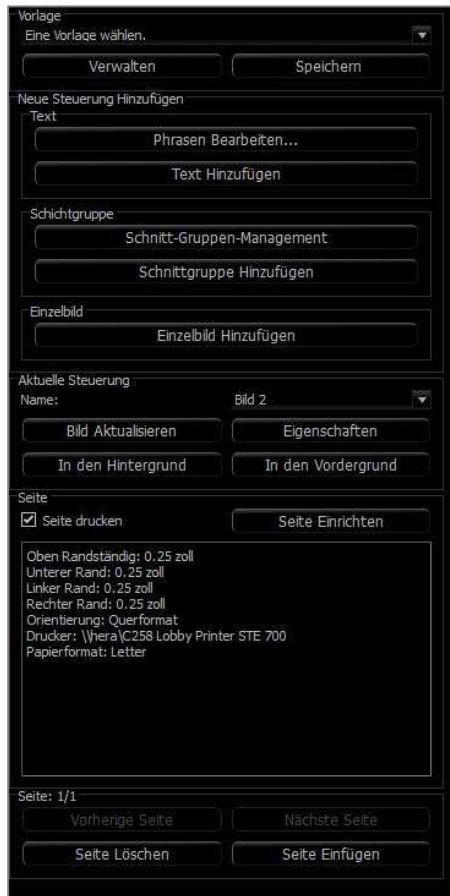 Vorlage
Eine Vorlage wählen.
Verwalten Speichern
Neue Steuerung Hinzufügen
Text
Phrasen Bearbeiten...
Text Hinzufügen
Schichtgruppe
Schnitt-Gruppen-Management
Schnittgruppe Hinzufügen
Einzelbild
Einzelbild Hinzufügen
Aktuelle Steuerung
Name: Bild 2
Bild Aktualisieren Eigenschaften
In den Hintergrund In den Vordergrund
Seite
Seite drucken Seite Einrichten
Oben Randständig: 0.25 zoll
Unterer Rand: 0.25 zoll
Linker Rand: 0.25 zoll
Rechter Rand: 0.25 zoll
Orientierung: Querformat
Drucker: \\hera\C258 Lobby Printer STE 700
Papierformat: Letter
Seite: 1/1
Vorherige Seite Nächste Seite
Seite Löschen Seite Einfügen